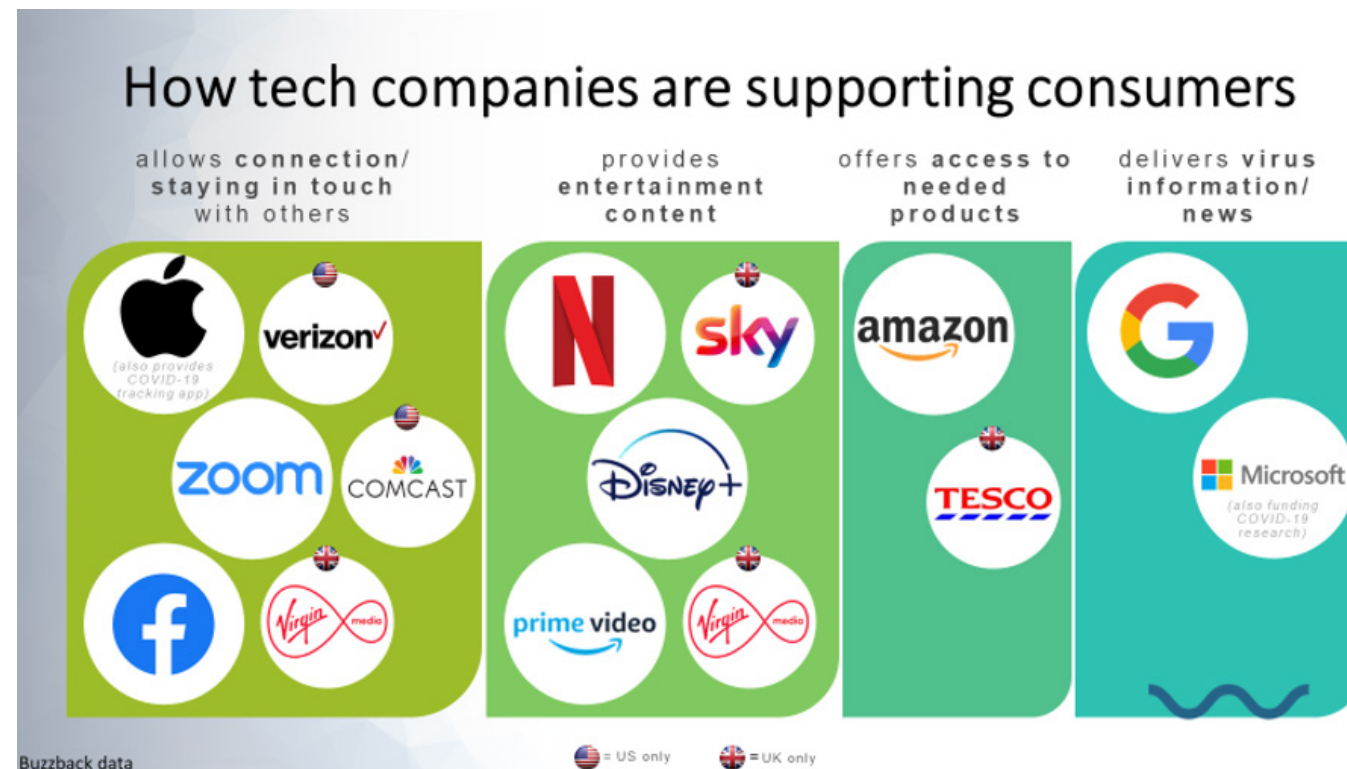 How tech companies are supporting consumers
allows connection/
staying in touch
with others
provides
entertainment
content
offers access to
needed
products
delivers virus
information/
news
(also provides
COVID-19
tracking app)
verizon
zoom
COMCAST
Virgin
media
N
sky
Disney+
prime video
Virgin
media
amazon
TESCO
G
Microsoft
(also funding
COVID-19
research)
f
Buzzback data
= US only
= UK only